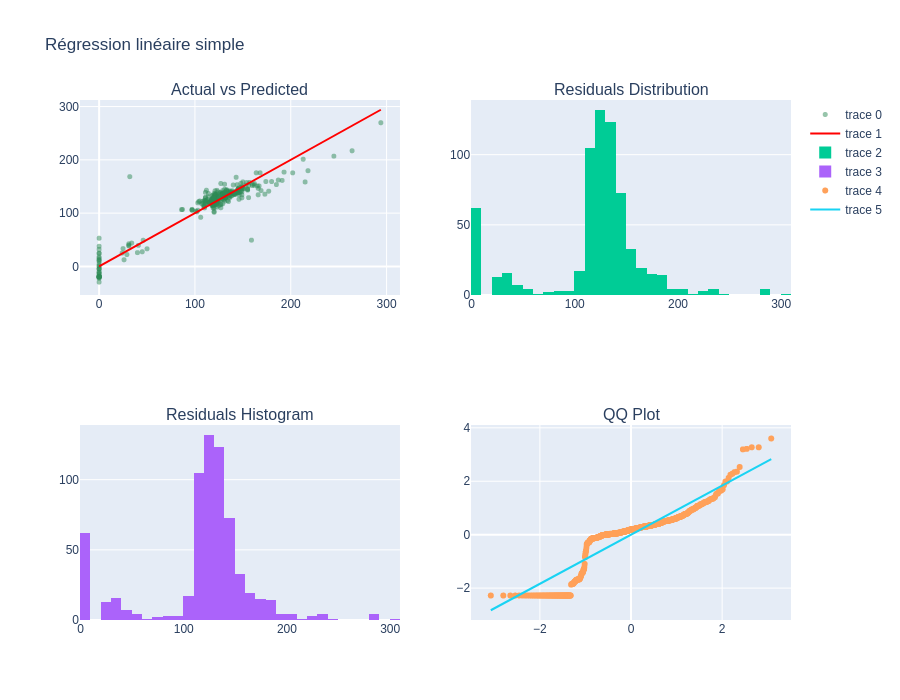 Régression linéaire simple
Actual vs Predicted
300
200
100
0
0
100
200
300
Residuals Distribution
100
50
0
0
100
200
300
trace 0
trace 1
trace 2
trace 3
trace 4
trace 5
Residuals Histogram
100
50
0
0
100
200
300
QQ Plot
4
2
0
−2
−2
0
2